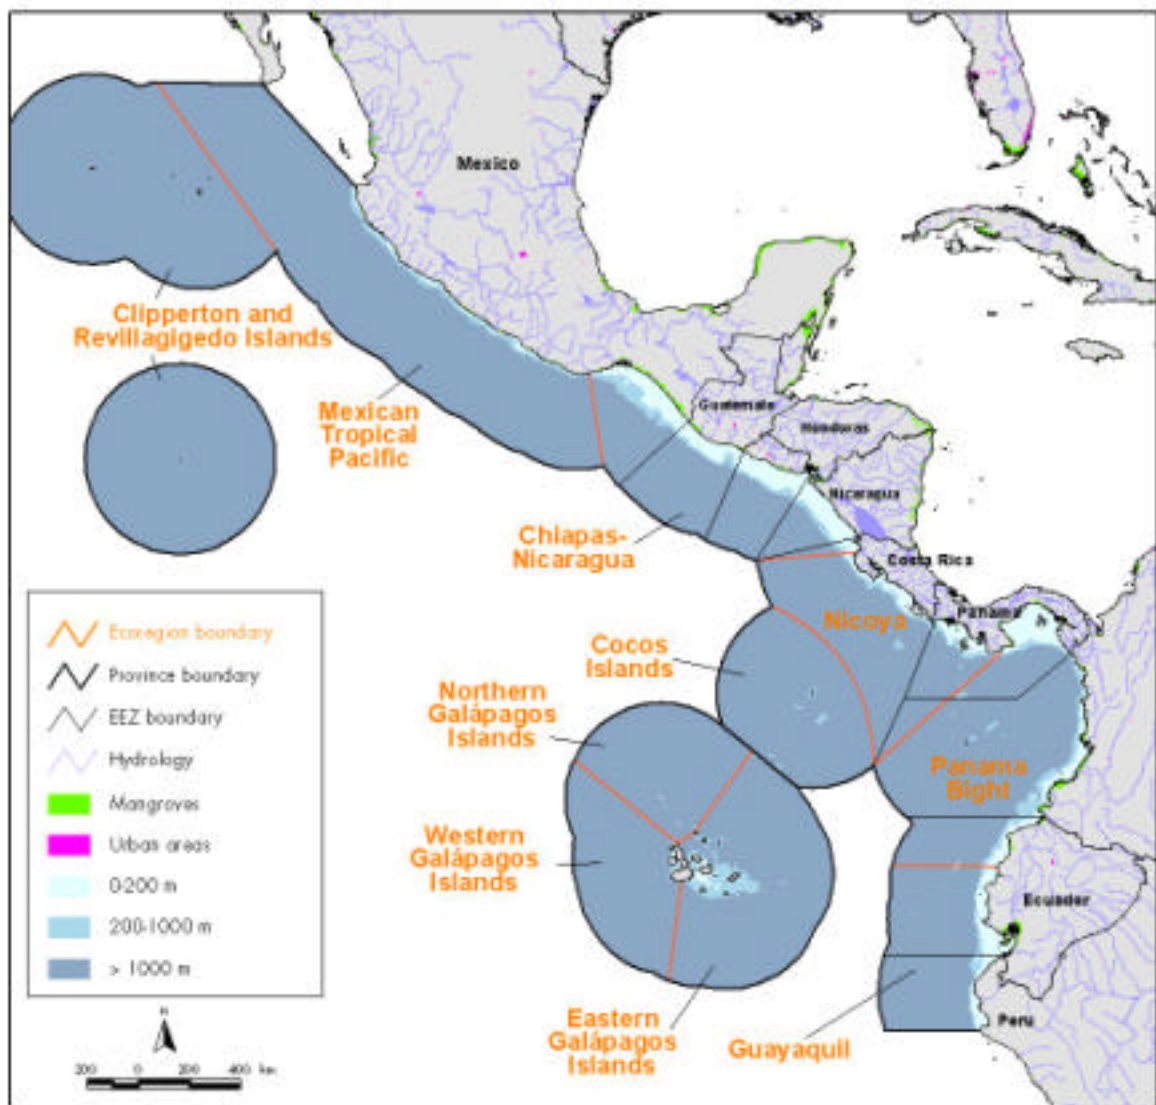 Mexico
Clipperton and
Revillagigedo Islands
Mexican
Tropical
Pacific
Guatemala
Honduras
Nicaragua
Chiapas-
Nicaragua
Costa Rica
Panama
Nicoya
Cocos
Islands
Northern
Galápagos
Islands
Panama
Bight
Western
Galápagos
Islands
Ecuador
Eastern
Galápagos
Islands
Guayaquil
Peru
Ecoregion boundary
Province boundary
EEZ boundary
Hydrology
Mangroves
Urban areas
0-200 m
200-1000 m
> 1000 m
N
200 0 200 400 km